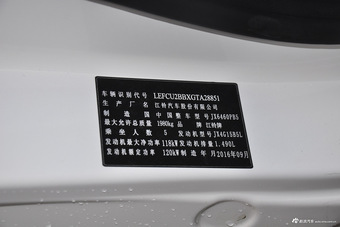 车辆识别代号 LEFCU2BBXGTA28851
生产厂名 江铃汽车股份有限公司
制造国 中国 整车型号 JX6460PB5
最大允许总质量 1980kg 品牌 江铃牌
乘坐人数 5 发动机型号 JX4G15B5L
发动机最大净功率 118kW 发动机排量 1.490L
发动机额定功率 120kW 制造年月 2016年09月